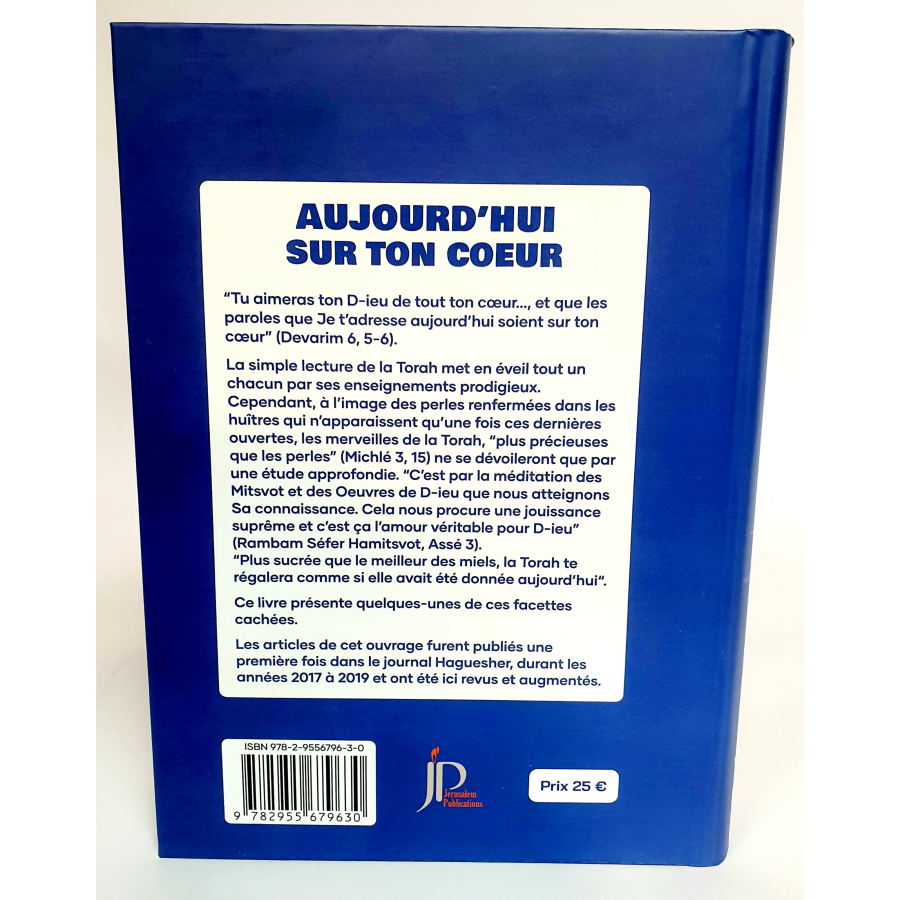 AUJOURD'HUI
SUR TON COEUR
“Tu aimeras ton D-ieu de tout ton cœur..., et que les
paroles que Je t'adresse aujourd'hui soient sur ton
cœur” (Devarim 6, 5-6).
La simple lecture de la Torah met en éveil tout un
chacun par ses enseignements prodigieux.
Cependant, à l'image des perles renfermées dans les
huîtres qui n'apparaissent qu'une fois ces dernières
ouvertes, les merveilles de la Torah, “plus précieuses
que les perles” (Michlé 3, 15) ne se dévoileront que par
une étude approfondie. “C'est par la méditation des
Mitsvot et des Oeuvres de D-ieu que nous atteignons
Sa connaissance. Cela nous procure une jouissance
suprême et c'est ça l'amour véritable pour D-ieu”
(Rambam Séfer Hamitsvot, Assé 3).
“Plus sucrée que le meilleur des miels, la Torah te
régalera comme si elle avait été donnée aujourd'hui“.
Ce livre présente quelques-unes de ces facettes
cachées.
Les articles de cet ouvrage furent publiés une
première fois dans le journal Haguesher, durant les
années 2017 à 2019 et ont été ici revus et augmentés.
ISBN 978-2-9556796-3-0
9 782955 679630
JP
Jerusalem
Publications
Prix 25 €